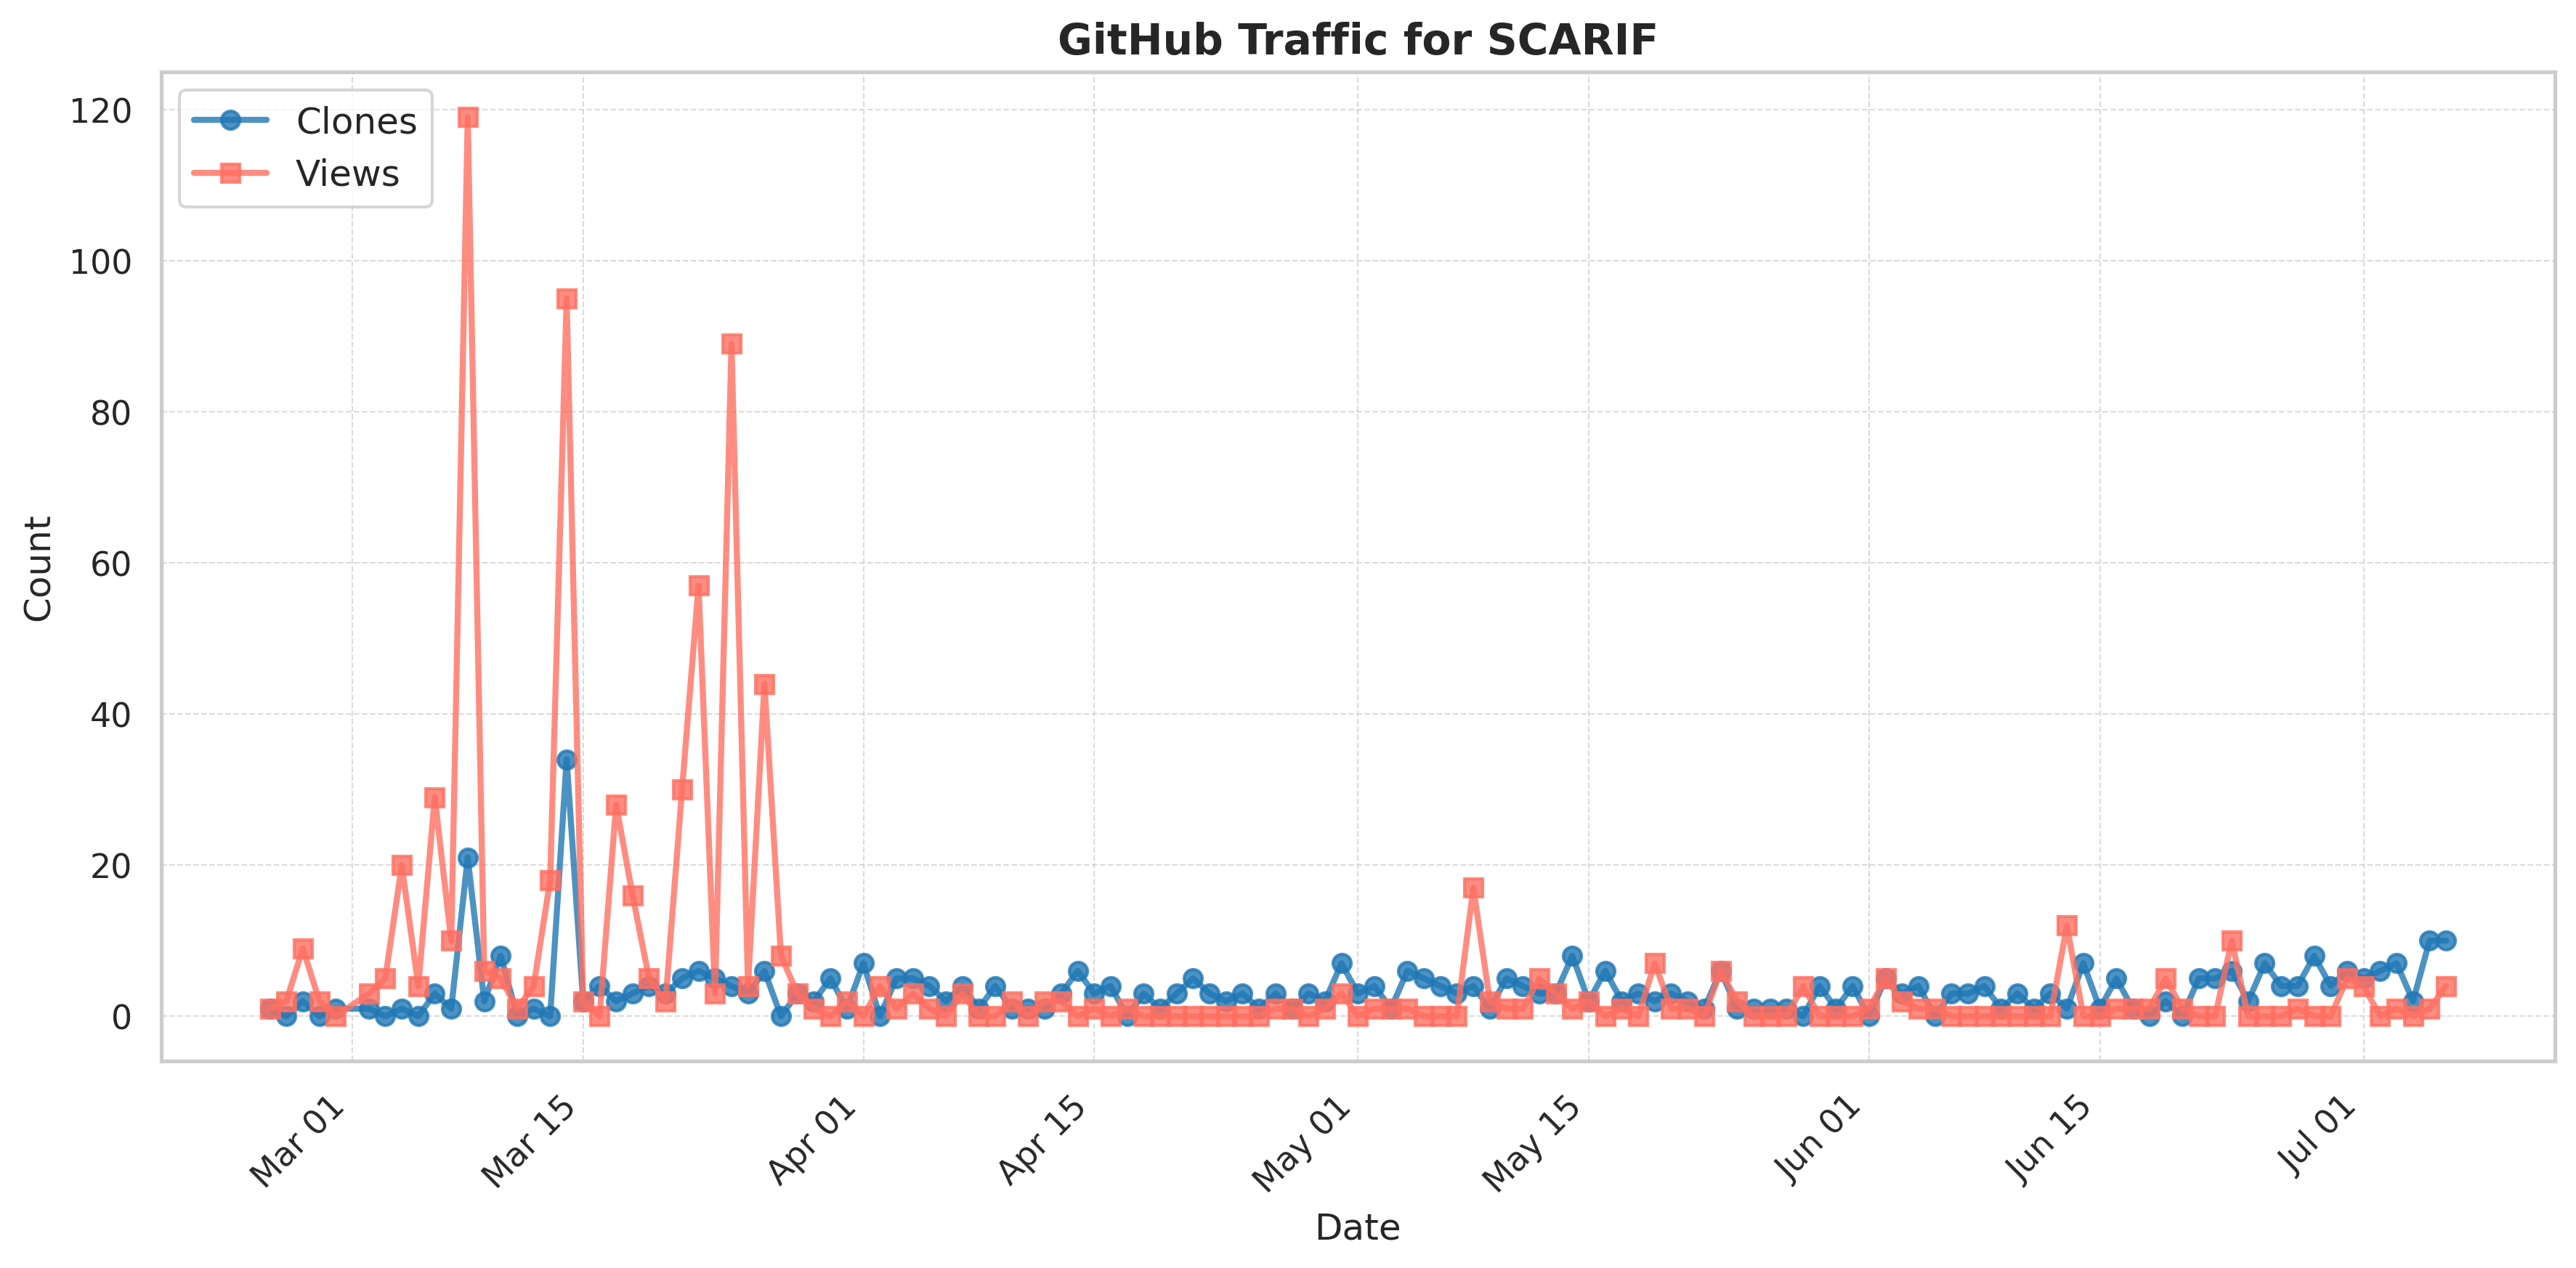 GitHub Traffic for SCARIF
Clones
Views
120
100
80
60
40
20
0
Count
Mar 01
Mar 15
Apr 01
Apr 15
May 01
May 15
Jun 01
Jun 15
Jul 01
Date